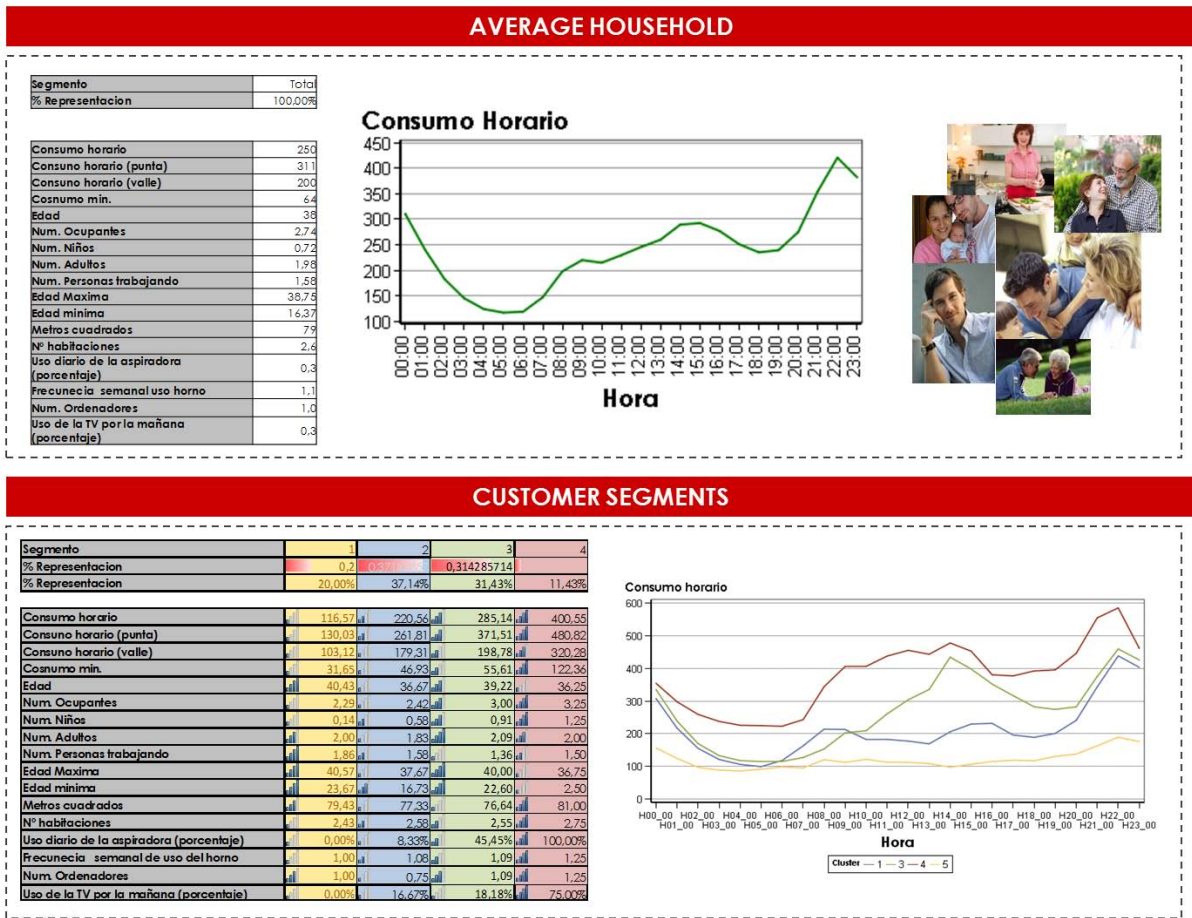 AVERAGE HOUSEHOLD
Segmento Total
% Representacion 100,00%
Consumo horario 250
Consuno horario (punta) 311
Consuno horario (valle) 200
Cosnumo min. 64
Edad 38
Num. Ocupantes 2,74
Num. Niños 0,72
Num. Adultos 1,98
Num. Personas trabajando 1,58
Edad Maxima 38,75
Edad minima 16,37
Metros cuadrados 79
Nº habitaciones 2,6
Uso diario de la aspiradora
(porcentaje) 0,3
Frecunecia semanal uso horno 1,1
Num. Ordenadores 1,0
Uso de la TV por la mañana
(porcentaje) 0,3
Consumo Horario
450
400
350
300
250
200
150
100
00:00 01:00 02:00 03:00 04:00 05:00 06:00 07:00 08:00 09:00 10:00 11:00 12:00 13:00 14:00 15:00 16:00 17:00 18:00 19:00 20:00 21:00 22:00 23:00
Hora
CUSTOMER SEGMENTS
Segmento 1 2 3 4
% Representacion 0,2 0,314285714
% Representacion 20,00% 37,14% 31,43% 11,43%
Consumo horario 116,57 220,56 285,14 400,55
Consuno horario (punta) 130,03 261,81 371,51 480,82
Consuno horario (valle) 103,12 179,31 198,78 320,28
Cosnumo min. 31,65 46,93 55,61 122,36
Edad 40,43 36,67 39,22 36,25
Num. Ocupantes 2,29 2,42 3,00 3,25
Num. Niños 0,14 0,58 0,91 1,25
Num. Adultos 2,00 1,83 2,09 2,00
Num. Personas trabajando 1,86 1,58 1,36 1,50
Edad Maxima 40,57 37,67 40,00 36,75
Edad minima 23,67 16,73 22,60 2,50
Metros cuadrados 79,43 77,33 76,64 81,00
Nº habitaciones 2,43 2,58 2,55 2,75
Uso diario de la aspiradora (porcentaje) 0,00% 8,33% 45,45% 100,00%
Frecunecia semanal de uso del horno 1,00 1,08 1,09 1,25
Num. Ordenadores 1,00 0,75 1,09 1,25
Uso de la TV por la mañana (porcentaje) 0,00% 16,67% 18,18% 75,00%
Consumo horario
600
500
400
300
200
100
0
H00_00 H02_00 H04_00 H06_00 H08_00 H10_00 H12_00 H14_00 H16_00 H18_00 H20_00 H22_00
H01_00 H03_00 H05_00 H07_00 H09_00 H11_00 H13_00 H15_00 H17_00 H19_00 H21_00 H23_00
Hora
Cluster 1 3 4 5